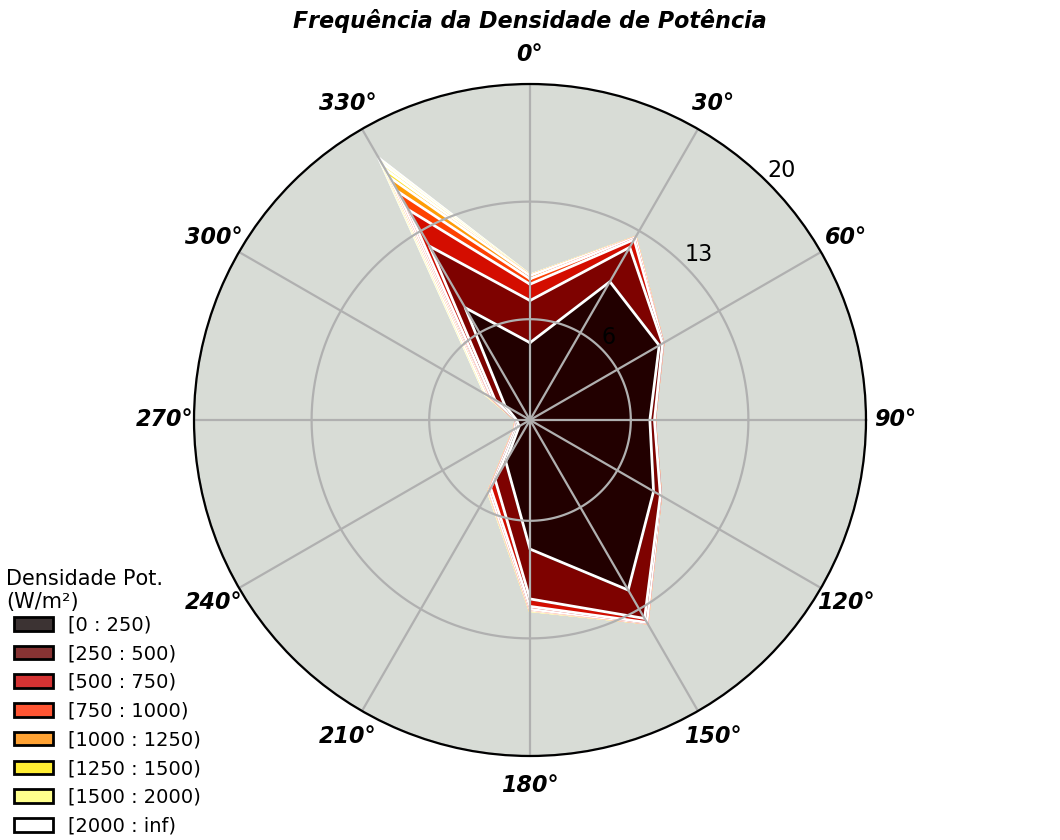 Frequência da Densidade de Potência
0°
330°
30°
20
300°
60°
13
6
270°
90°
240°
120°
210°
150°
180°
Densidade Pot.
(W/m²)
[0 : 250)
[250 : 500)
[500 : 750)
[750 : 1000)
[1000 : 1250)
[1250 : 1500)
[1500 : 2000)
[2000 : inf)